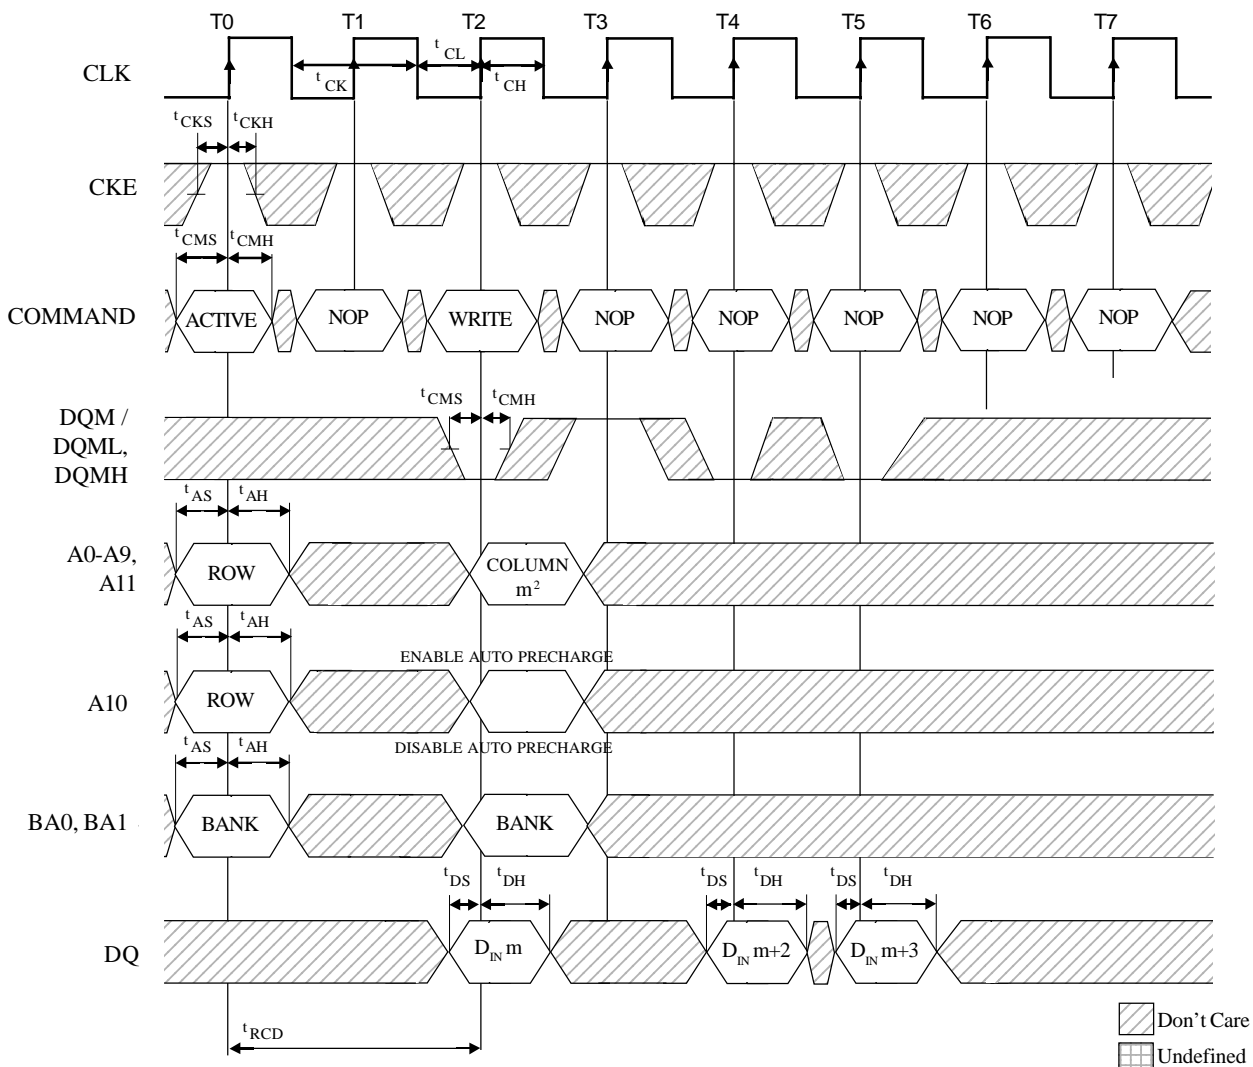 T0 T1 T2 T3 T4 T5 T6 T7
CLK
tCK tCL tCH
tCKS tCKH
CKE
tCMS tCMH
COMMAND ACTIVE NOP WRITE NOP NOP NOP NOP NOP
tCMS tCMH
DQM /
DQML,
DQMH
tAS tAH
A0-A9,
A11
ROW
COLUMN
m²
tAS tAH
ENABLE AUTO PRECHARGE
A10 ROW
DISABLE AUTO PRECHARGE
tAS tAH
BA0, BA1 BANK BANK
tDS tDH tDS tDH tDS tDH
DQ DIN m DIN m+2 DIN m+3
tRCD
Don't Care
Undefined